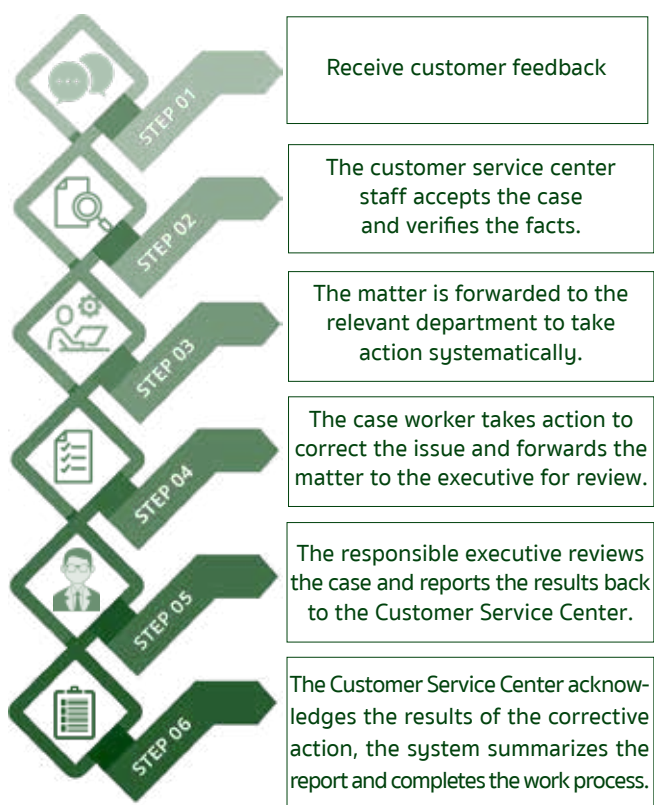 STEP 01
Receive customer feedback
STEP 02
The customer service center
staff accepts the case
and verifies the facts.
STEP 03
The matter is forwarded to the
relevant department to take
action systematically.
STEP 04
The case worker takes action to
correct the issue and forwards the
matter to the executive for review.
STEP 05
The responsible executive reviews
the case and reports the results back
to the Customer Service Center.
STEP 06
The Customer Service Center acknow-
ledges the results of the corrective
action, the system summarizes the
report and completes the work process.